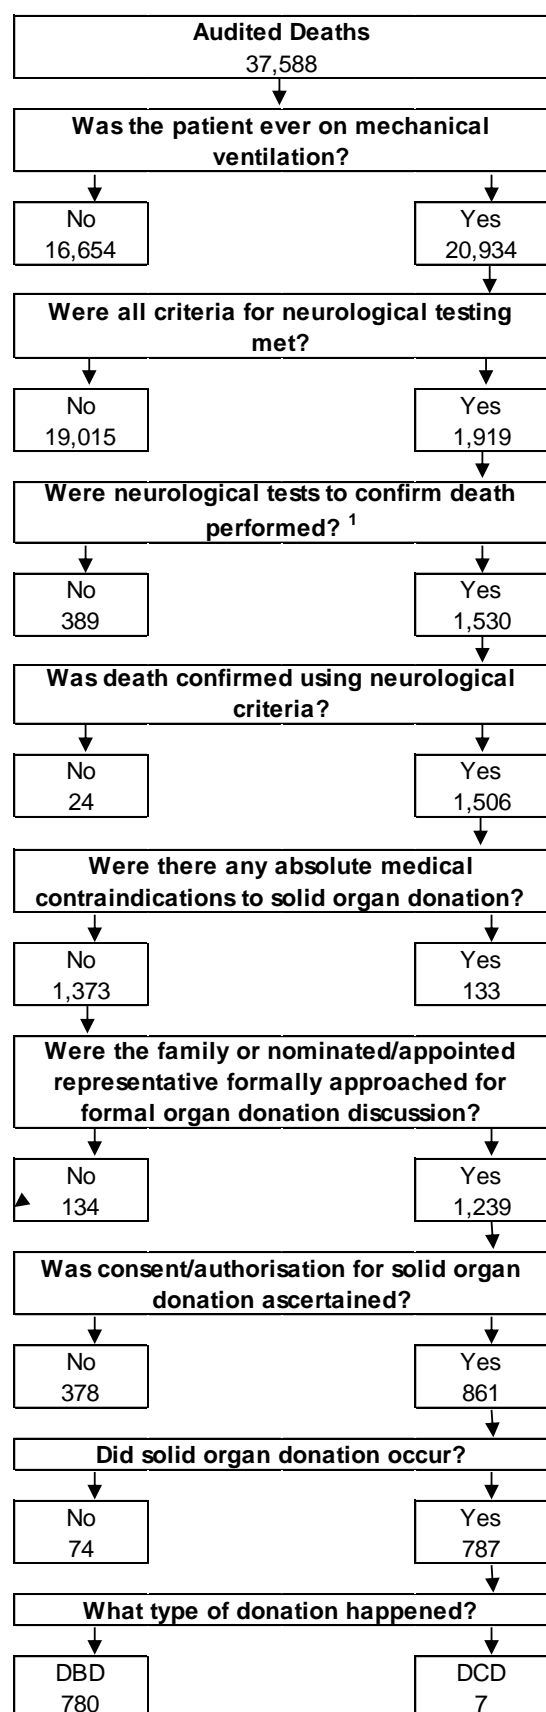 Audited Deaths
37,588
Was the patient ever on mechanical
ventilation?
No
16,654
Yes
20,934
Were all criteria for neurological testing
met?
No
19,015
Yes
1,919
Were neurological tests to confirm death
performed? 1
No
389
Yes
1,530
Was death confirmed using neurological
criteria?
No
24
Yes
1,506
Were there any absolute medical
contraindications to solid organ donation?
No
1,373
Yes
133
Were the family or nominated/appointed
representative formally approached for
formal organ donation discussion?
No
134
Yes
1,239
Was consent/authorisation for solid organ
donation ascertained?
No
378
Yes
861
Did solid organ donation occur?
No
74
Yes
787
What type of donation happened?
DBD
780
DCD
7